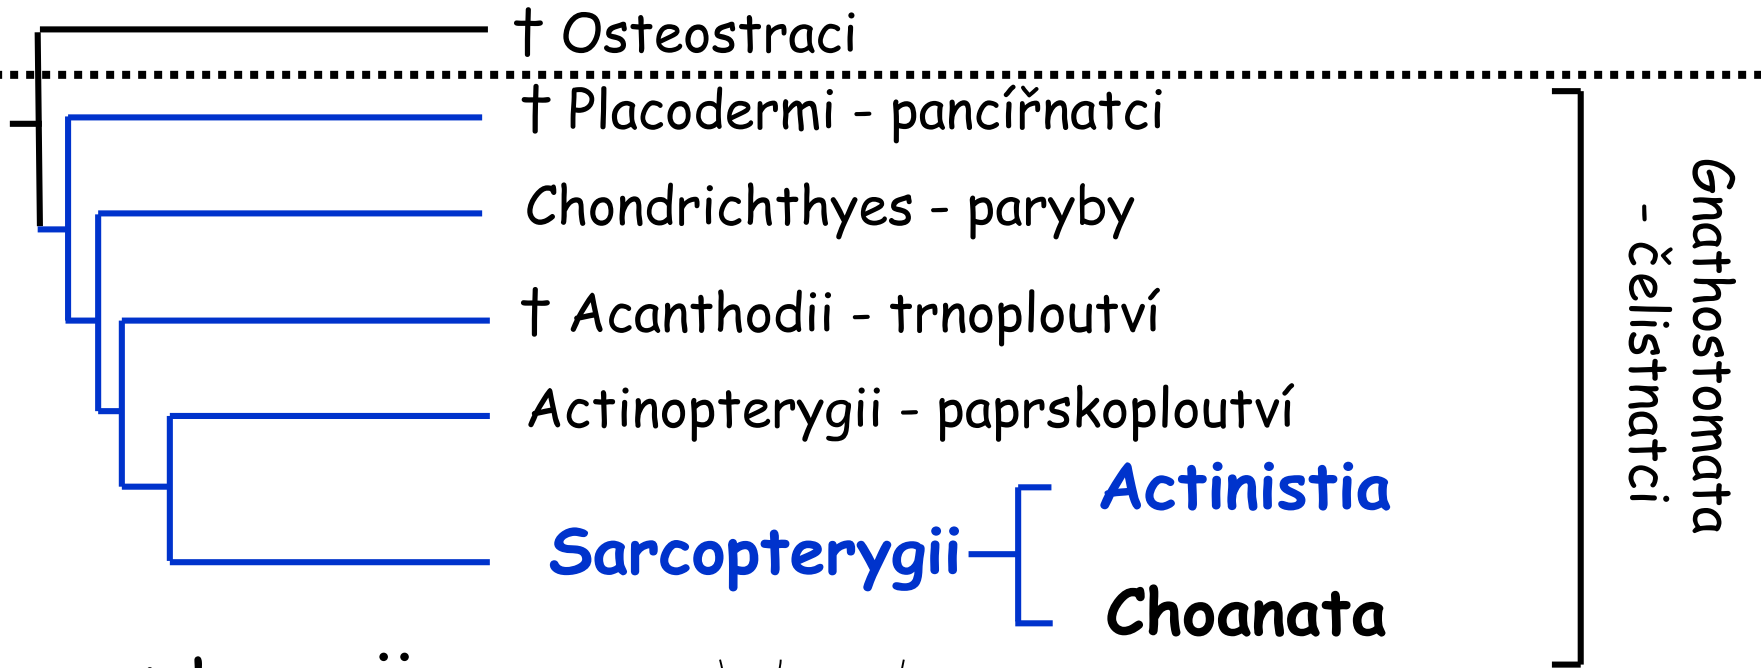 † Osteostraci
† Placodermi - pancířnatci
Chondrichthyes - paryby
† Acanthodii - trnoploutví
Actinopterygii - paprskoploutví
Actinistia
Sarcopterygii
Choanata
Gnathostomata
- čelistnatci